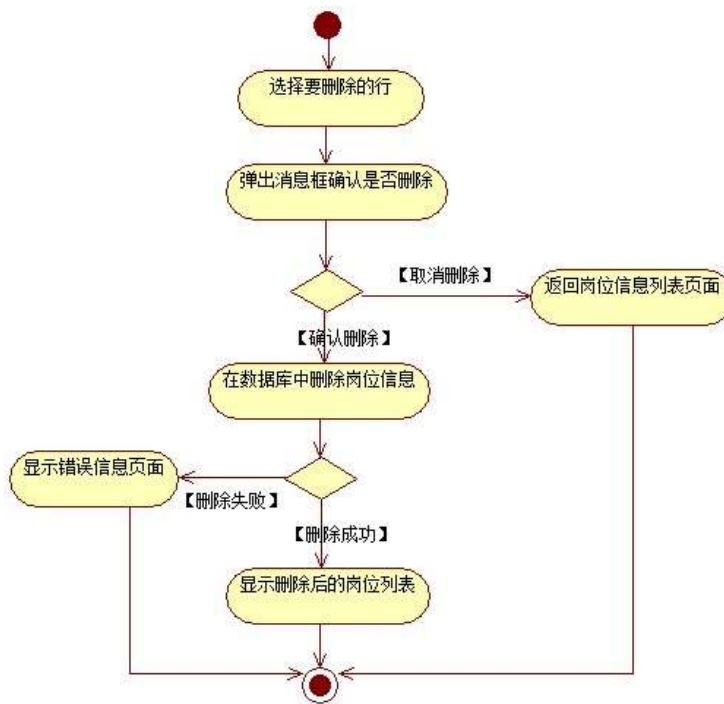 选择要删除的行
弹出消息框确认是否删除
【取消删除】
返回岗位信息列表页面
【确认删除】
在数据库中删除岗位信息
显示错误信息页面
【删除失败】
【删除成功】
显示删除后的岗位列表